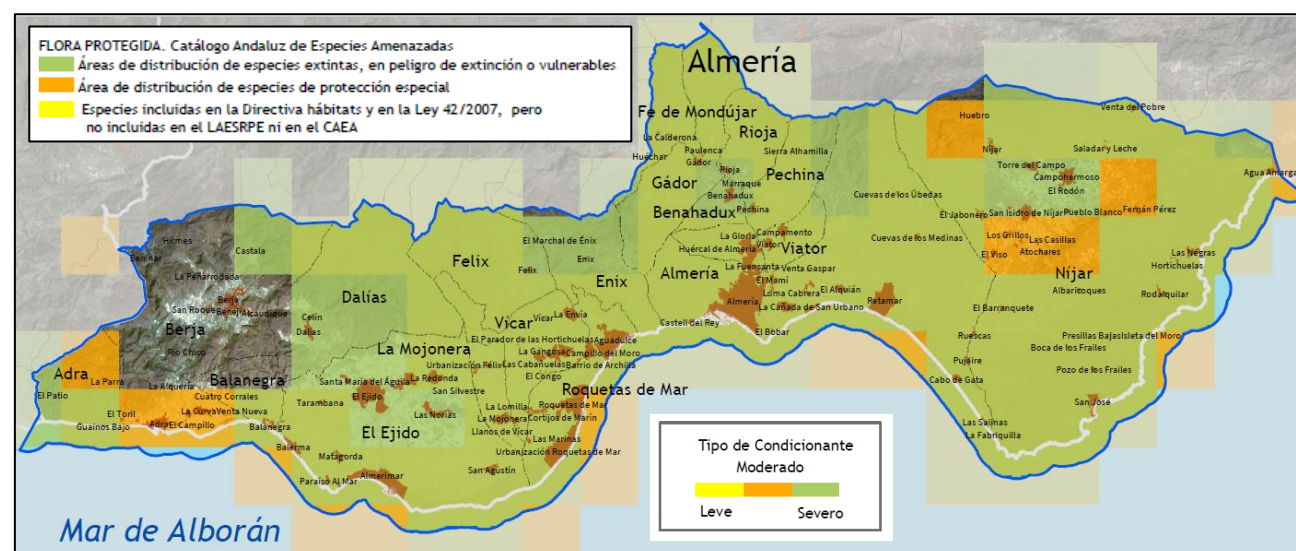 FLORA PROTEGIDA. Catálogo Andaluz de Especies Amenazadas
Áreas de distribución de especies extintas, en peligro de extinción o vulnerables
Área de distribución de especies de protección especial
Especies incluidas en la Directiva hábitats y en la Ley 42/2007, pero
no incluidas en el LAESRPE ni en el CAEA
Almería
Fe de Mondújar
Rioja
La Calderona
Huéchar
Paulenca
Gádor
Sierra Alhamilla
Rioja
Marraque
Pechina
Gádor
Benahadux
Benahadux
Pechina
Venta del Pobre
Huebro
Níjar
Saladar y Leche
Torre del Campo
Campohermoso
El Rodón
Agua Amarga
Cuevas de los Úbedas
El Jabonero
San Isidro de Níjar
Pueblo Blanco
Fernán Pérez
Cuevas de los Medinas
Los Grillos
Las Casillas
El Viso
Atochares
Las Negras
Hortichuelas
Níjar
Albaricoques
Rodalquilar
El Barranquete
Ruescas
Presillas Bajas
Isleta del Moro
Boca de los Frailes
Pujaire
Pozo de los Frailes
Cabo de Gata
San José
Las Salinas
La Fabriquilla
La Gloria
Campamento
Huércal de Almería
Viator
Viator
La Fuensanta
Venta Gaspar
El Mamí
Almería
Almería
Loma Cabrera
El Alquián
Retamar
La Cañada de San Urbano
Castell del Rey
El Bobar
El Marchal de Enix
Felix
Felix
Enix
Enix
Hirmes
Beninar
Castala
La Peñarrodada
Berja
San Roque
Benejí
Alcaudique
Berja
Río Chico
Dalías
Celín
Dalías
Vícar
Vícar
La Envía
El Parador de las Hortichuelas
Aguadulce
La Gangosa
Campillo del Moro
La Mojonera
Urbanización Félix
Las Cabañuelas
Barrio de Archilla
El Congo
Adra
La Parra
La Alquería
Balanegra
Cuatro Corrales
El Patio
El Toril
La Curva
Venta Nueva
Guainos Bajo
Adra
El Campillo
Balanegra
Tarambana
Santa María del Águila
La Redonda
San Silvestre
El Ejido
Las Norias
El Ejido
Roquetas de Mar
La Lomilla
Roquetas de Mar
La Mojonera
Cortijos de Marín
Llanos de Vícar
Las Marinas
Urbanización Roquetas de Mar
Balerma
Matagorda
San Agustín
Paraíso Al Mar
Almerimar
Mar de Alborán
Tipo de Condicionante
Moderado
Leve
Severo